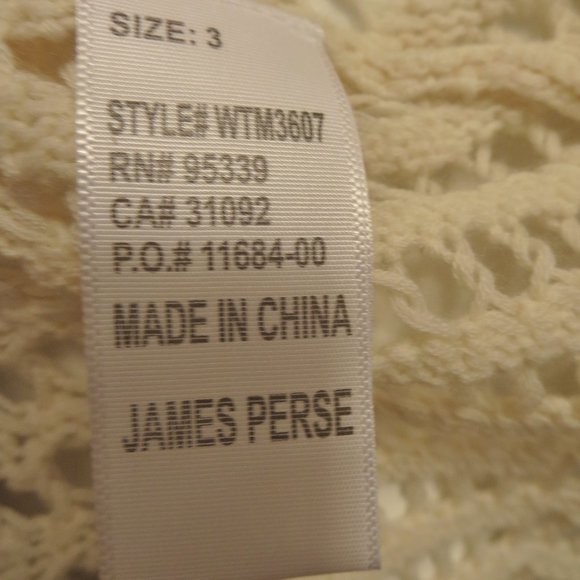 SIZE: 3
STYLE# WTM3607
RN# 95339
CA# 31092
P.O.# 11684-00
MADE IN CHINA
JAMES PERSE